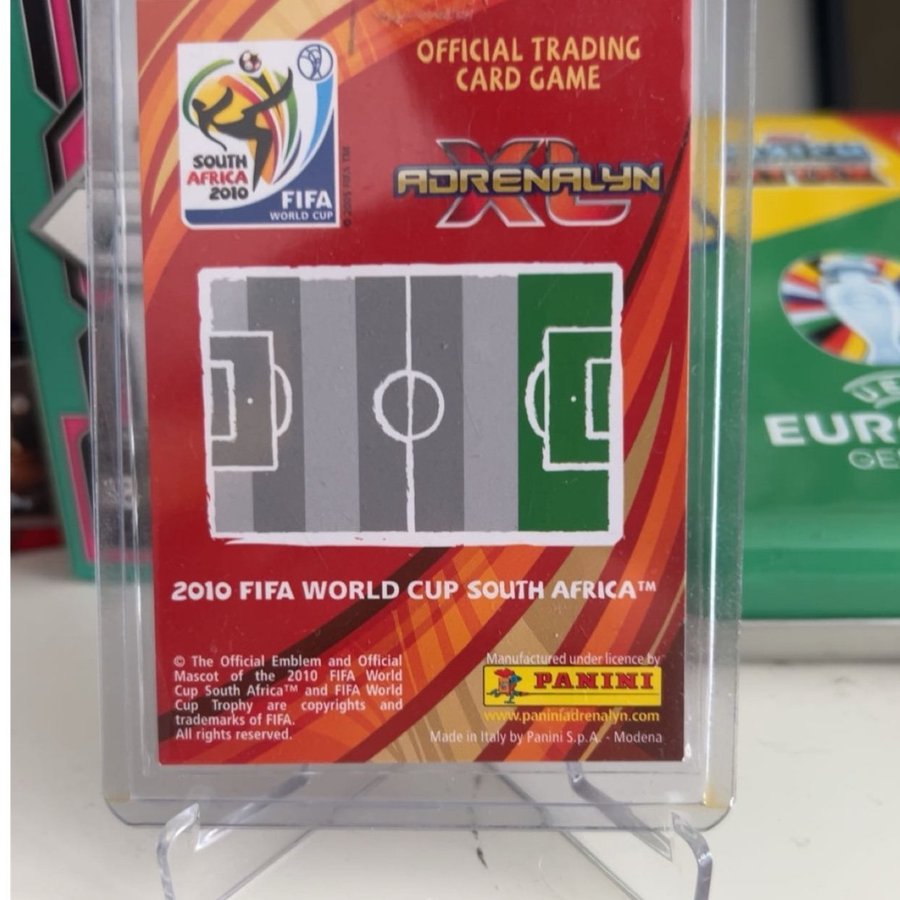 OFFICIAL TRADING
CARD GAME
SOUTH
AFRICA
2010
FIFA
WORLD CUP
ADRENALYN
XL
2010 FIFA WORLD CUP SOUTH AFRICA™
© The Official Emblem and Official
Mascot of the 2010 FIFA World
Cup South Africa™ and FIFA World
Cup Trophy are copyrights and
trademarks of FIFA.
All rights reserved.
Manufactured under licence by
PANINI
www.paniniadrenalyn.com
Made in Italy by Panini S.p.A. - Modena
UE
EUR
GE